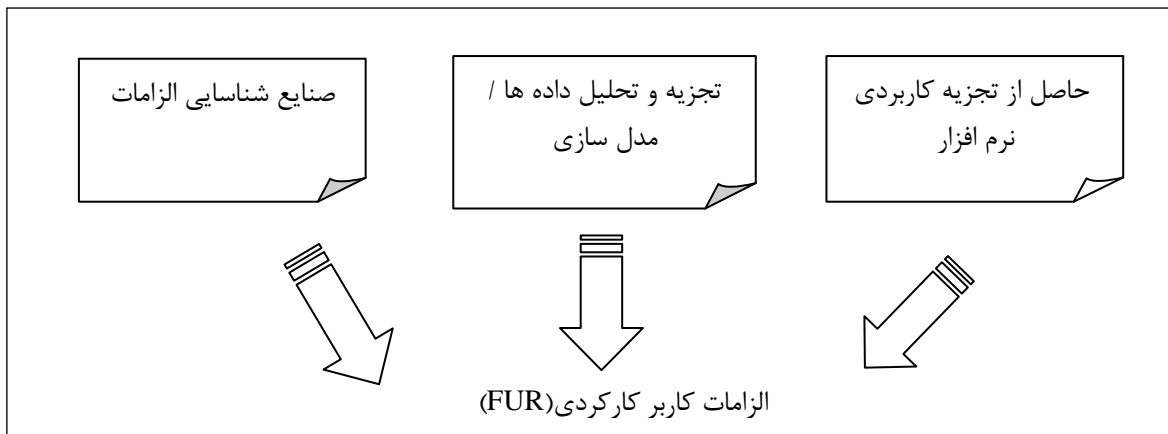 حاصل از تجزیه کاربردی
نرم افزار
تجزیه و تحلیل داده ها /
مدل سازی
صنایع شناسایی الزامات
الزامات کاربر کارکردی(FUR)